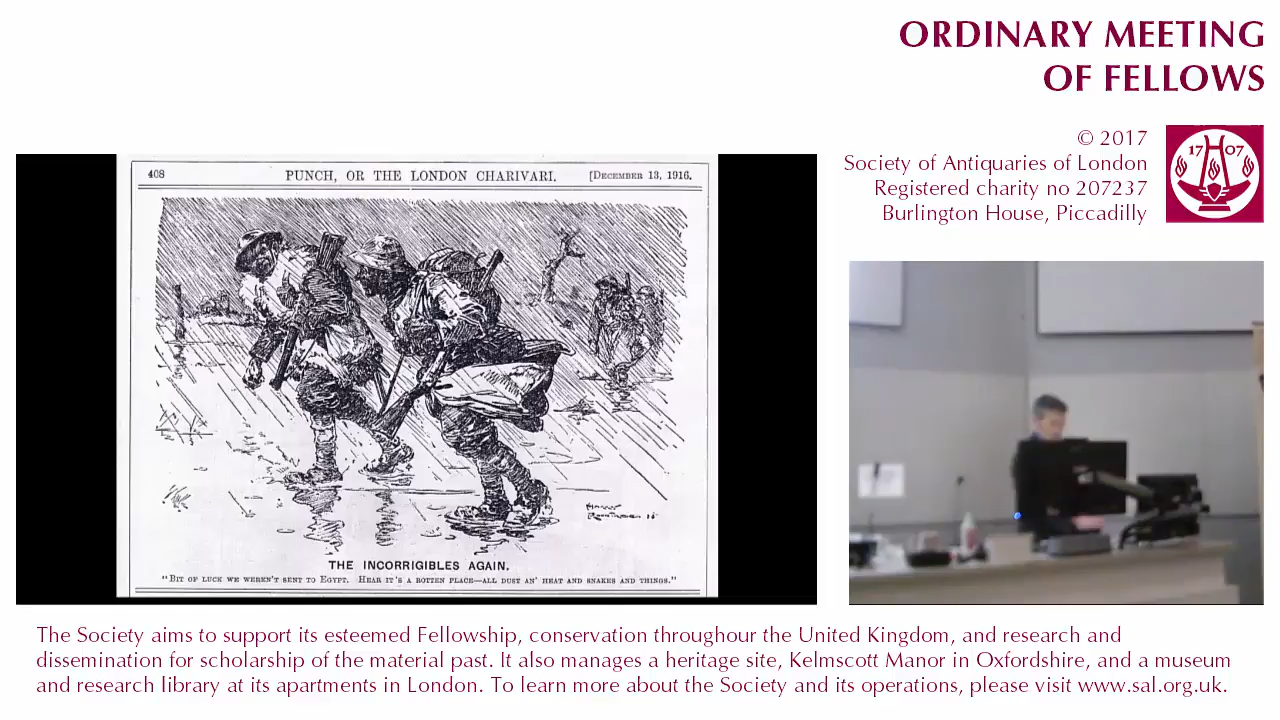 ORDINARY MEETING
OF FELLOWS
© 2017
Society of Antiquaries of London
Registered charity no 207237
Burlington House, Piccadilly
17 07
408 PUNCH, OR THE LONDON CHARIVARI. [December 13, 1916.
THE INCORRIGIBLES AGAIN.
"Bit of luck we weren't sent to Egypt. Hear it's a rotten place—all dust an' heat and snakes and things."
The Society aims to support its esteemed Fellowship, conservation throughour the United Kingdom, and research and
dissemination for scholarship of the material past. It also manages a heritage site, Kelmscott Manor in Oxfordshire, and a museum
and research library at its apartments in London. To learn more about the Society and its operations, please visit www.sal.org.uk.